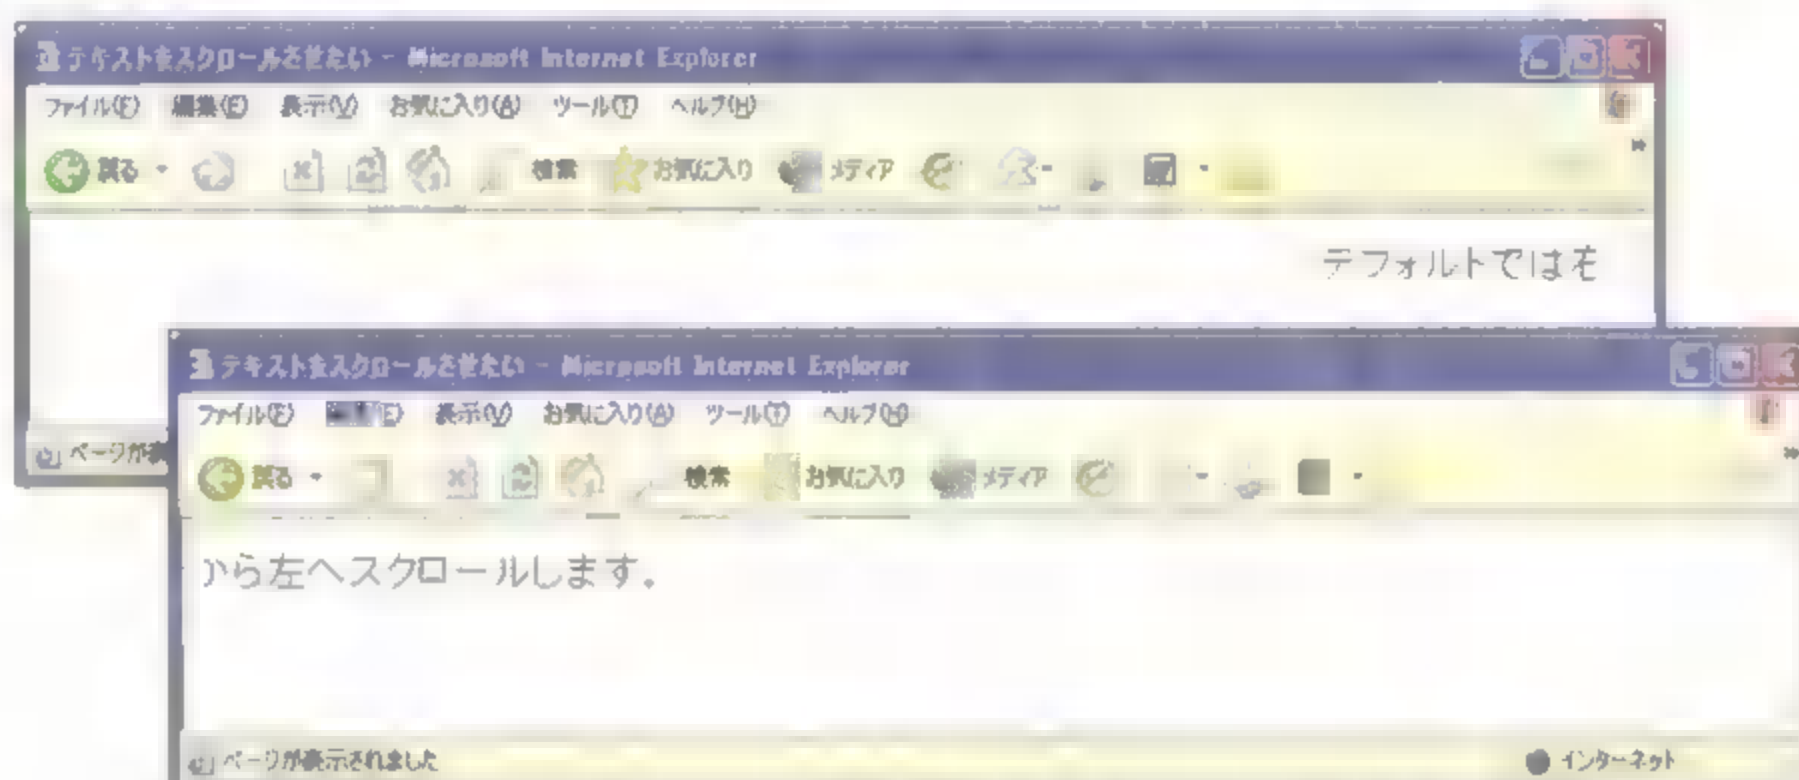 テキストをスクロールさせたい - Microsoft Internet Explorer
ファイル(F) 編集(E) 表示(V) お気に入り(A) ツール(T) ヘルプ(H)
戻る 検索 お気に入り メディア
デフォルトでは右
テキストをスクロールさせたい - Microsoft Internet Explorer
ファイル(F) (E) 表示(V) お気に入り(A) ツール(T) ヘルプ(H)
戻る 検索 お気に入り メディア
から左へスクロールします。
ページが表
ページが表示されました インターネット